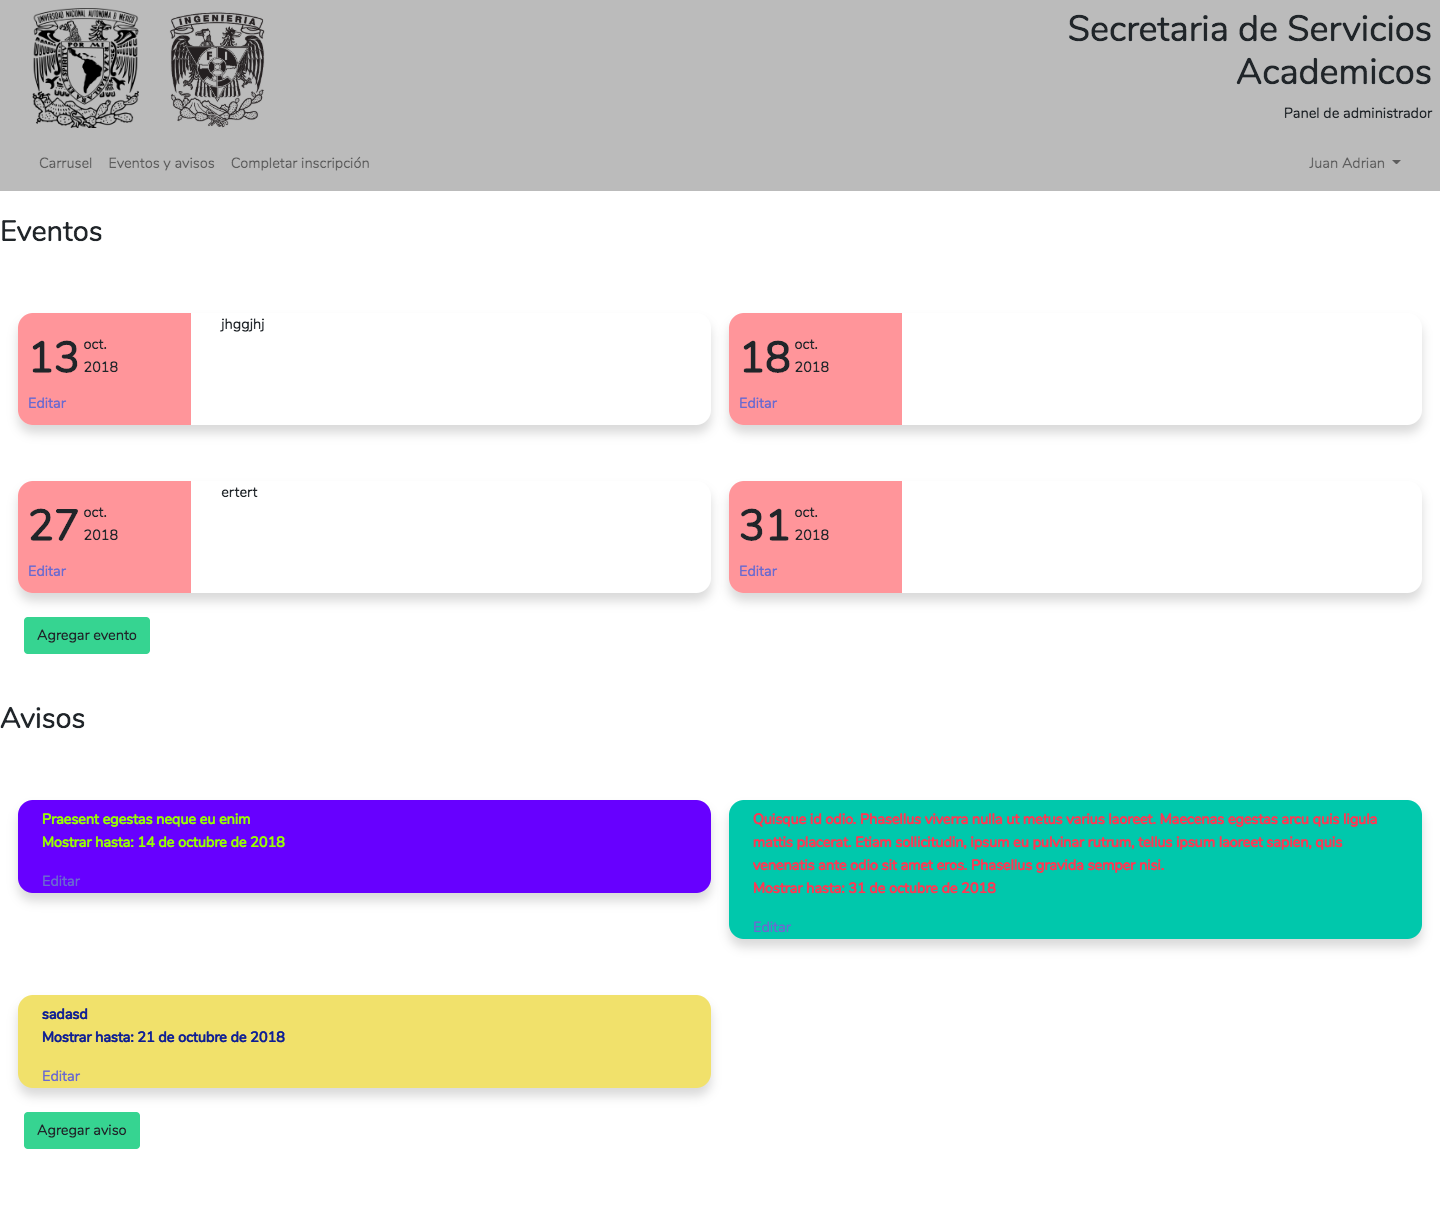 UNIVERSIDAD NACIONAL AUTONOMA DE MEXICO
POR MI
INGENIERIA
F I
Secretaria de Servicios
Academicos
Panel de administrador
Carrusel Eventos y avisos Completar inscripción Juan Adrian
Eventos
13 oct.
2018
jhggjhj
Editar
18 oct.
2018
Editar
27 oct.
2018
ertert
Editar
31 oct.
2018
Editar
Agregar evento
Avisos
Praesent egestas neque eu enim
Mostrar hasta: 14 de octubre de 2018
Editar
Quisque id odio. Phasellus viverra nulla ut metus varius laoreet. Maecenas egestas arcu quis ligula
mattis placerat. Etiam sollicitudin, ipsum eu pulvinar rutrum, tellus ipsum laoreet sapien, quis
venenatis ante odio sit amet eros. Phasellus gravida semper nisi.
Mostrar hasta: 31 de octubre de 2018
Editar
sadasd
Mostrar hasta: 21 de octubre de 2018
Editar
Agregar aviso